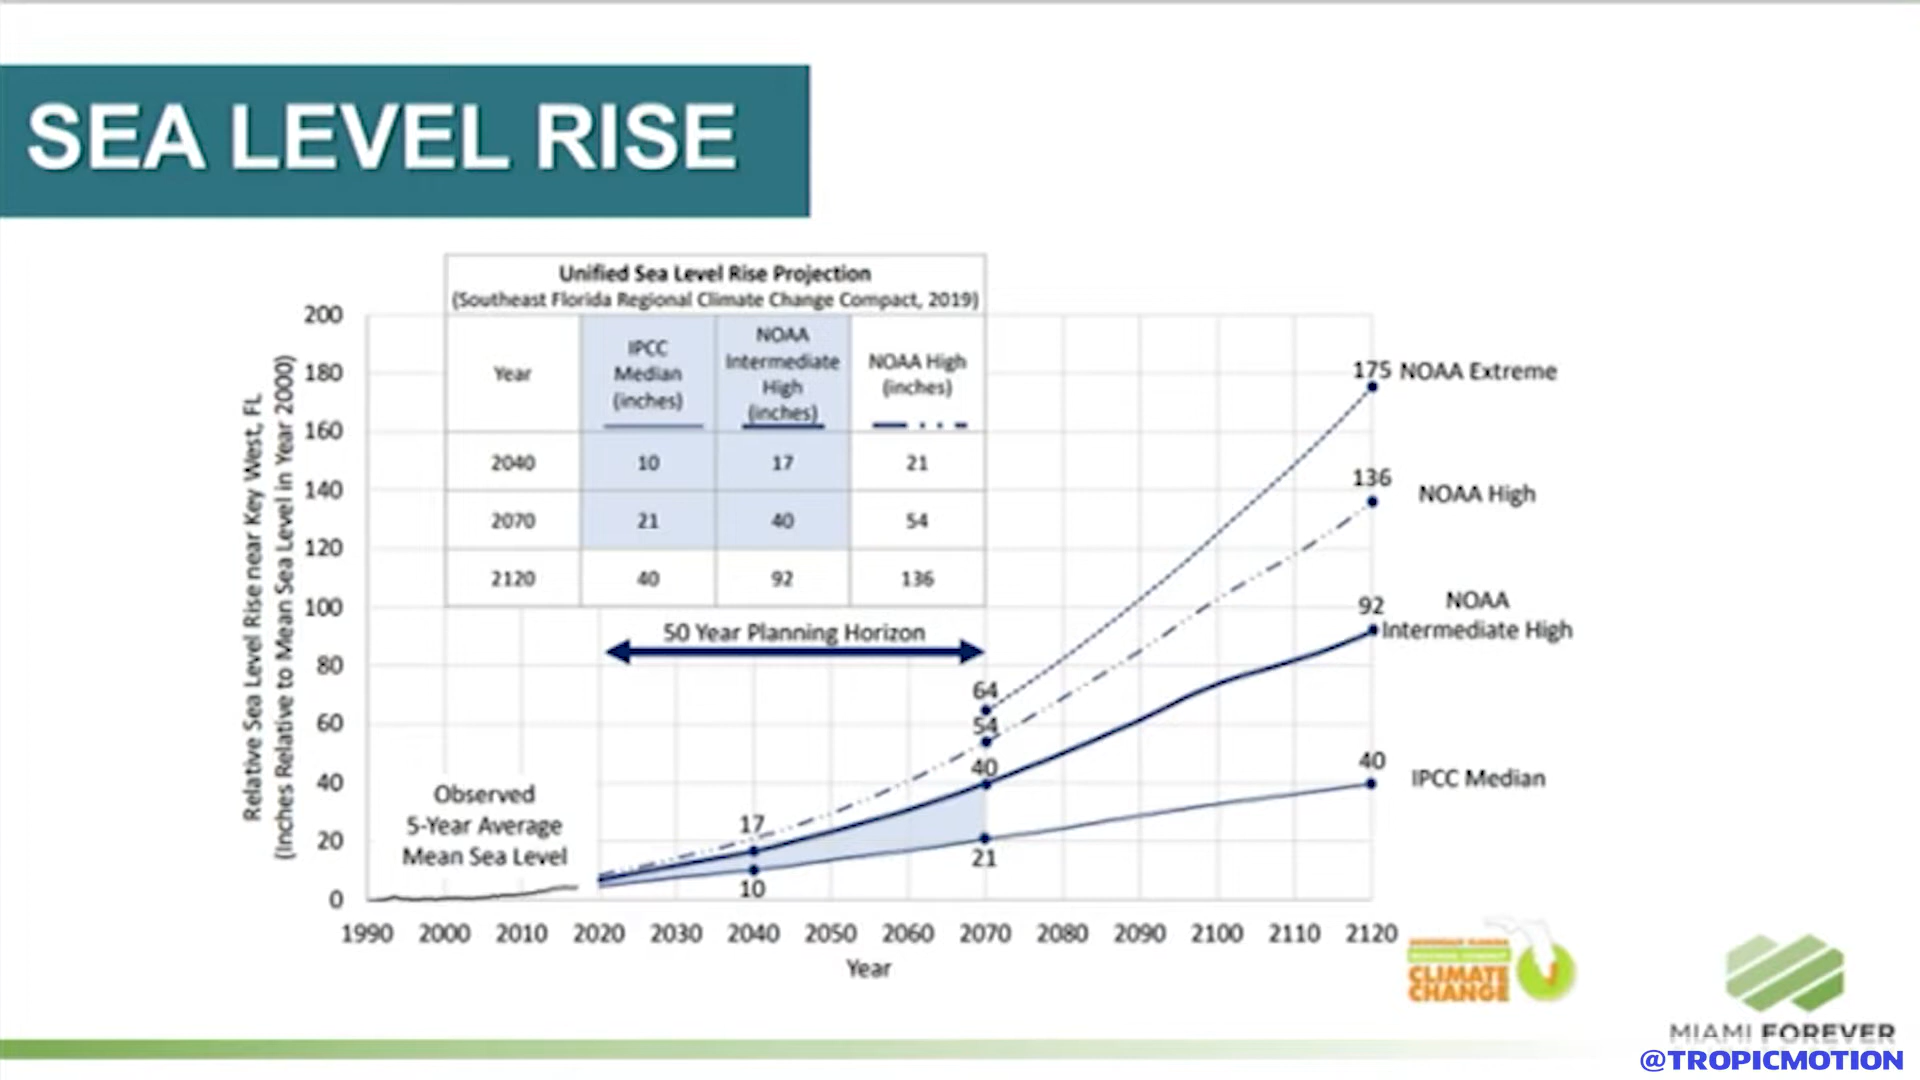 SEA LEVEL RISE
Unified Sea Level Rise Projection
(Southeast Florida Regional Climate Change Compact, 2019)
Year
IPCC
Median
(inches)
NOAA
Intermediate
High
(inches)
NOAA High
(inches)
2040 10 17 21
2070 21 40 54
2120 40 92 136
50 Year Planning Horizon
Relative Sea Level Rise near Key West, FL
(Inches Relative to Mean Sea Level in Year 2000)
200
180
160
140
120
100
80
60
40
20
0
175 NOAA Extreme
136
NOAA High
92
NOAA
Intermediate High
40
IPCC Median
64
54
40
21
17
10
Observed
5-Year Average
Mean Sea Level
1990 2000 2010 2020 2030 2040 2050 2060 2070 2080 2090 2100 2110 2120
Year
CLIMATE
CHANGE
MIAMI FOREVER
@TROPICMOTION